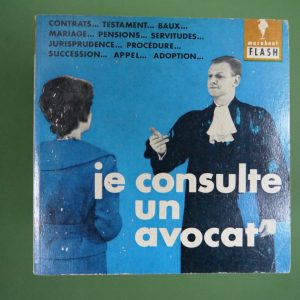 CONTRATS... TESTAMENT... BAUX...
MARIAGE... PENSIONS... SERVITUDES...
JURISPRUDENCE... PROCÉDURE...
SUCCESSION... APPEL... ADOPTION...
marabout
FLASH
je consulte
un
avocat